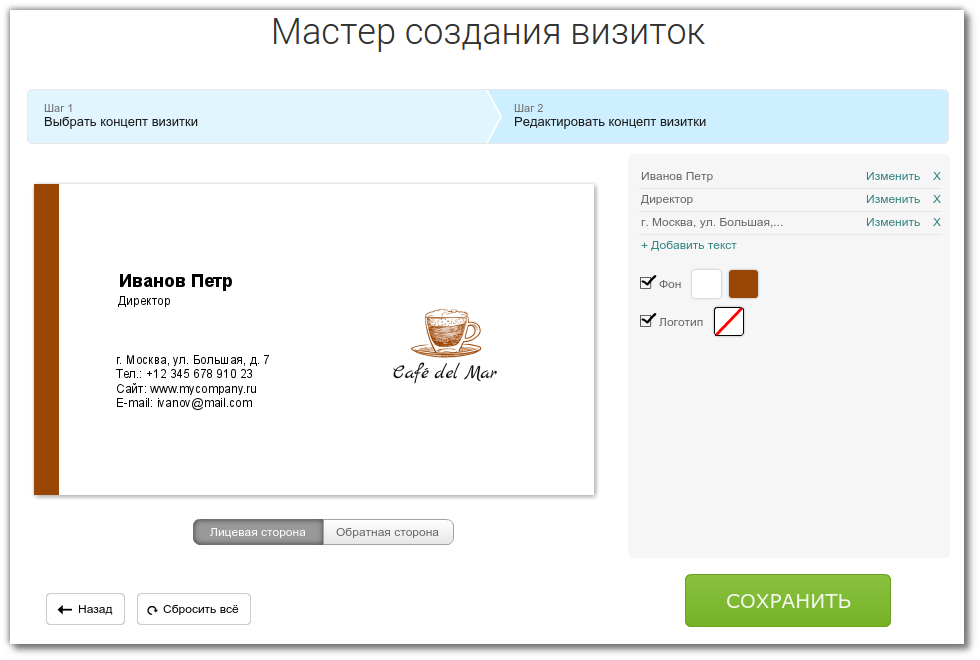 Мастер создания визиток
Шаг 1
Выбрать концепт визитки
Шаг 2
Редактировать концепт визитки
Иванов Петр
Директор
г. Москва, ул. Большая, д. 7
Тел.: +12 345 678 910 23
Сайт: www.mycompany.ru
E-mail: ivanov@mail.com
Café del Mar
Иванов Петр Изменить X
Директор Изменить X
г. Москва, ул. Большая,... Изменить X
+ Добавить текст
Фон
Логотип
Лицевая сторона Обратная сторона
Назад Сбросить всё
СОХРАНИТЬ